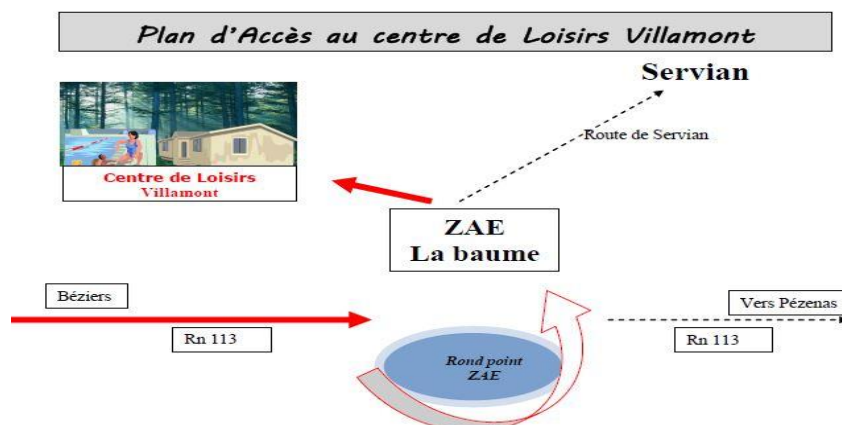 Plan d'Accès au centre de Loisirs Villamont
Servian
Route de Servian
Centre de Loisirs
Villamont
ZAE
La baume
Béziers
Vers Pézenas
Rn 113
Rn 113
Rond point
ZAE